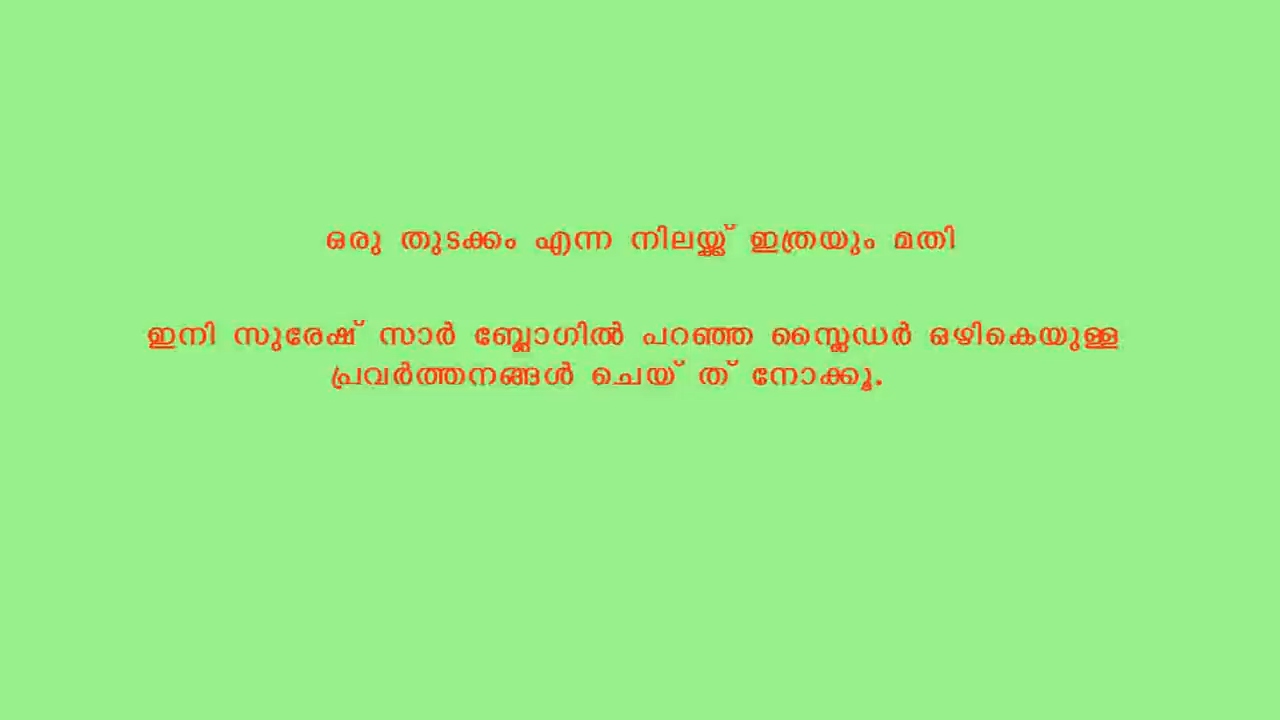 ഒരു തുടക്കം എന്ന നിലയ്ക്ക് ഇത്രയും മതി
ഇനി സുരേഷ് സാർ ബ്ലോഗിൽ പറഞ്ഞ സ്ലൈഡർ ഒഴികെയുള്ള
പ്രവർത്തനങ്ങൾ ചെയ് ത് നോക്കൂ.